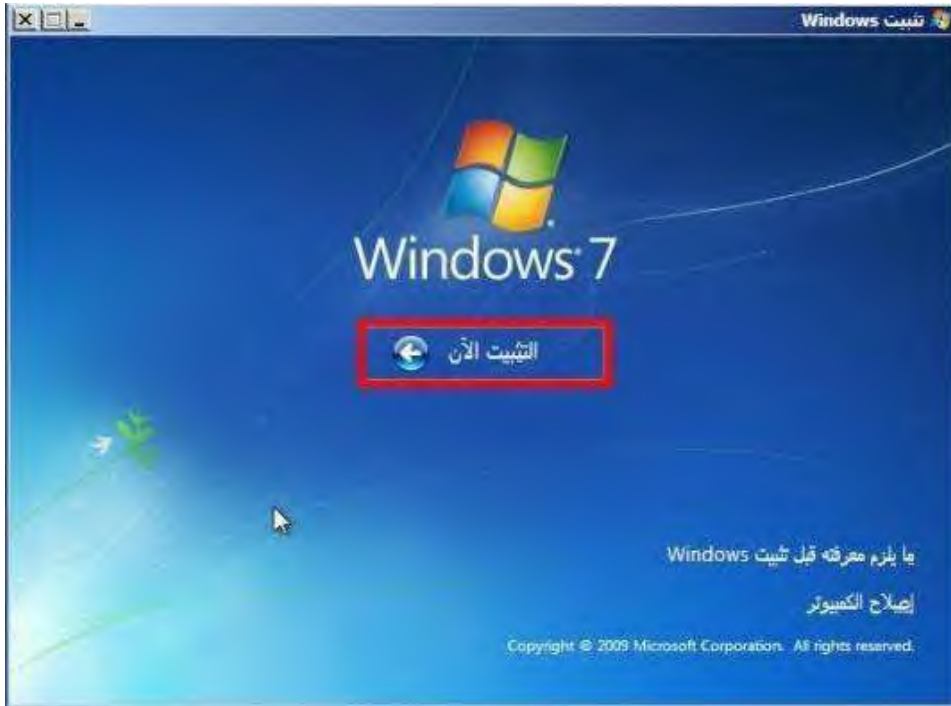 تثبيت Windows
Windows 7
التثبيت الآن
ما يلزم معرفته قبل تثبيت Windows
إصلاح الكمبيوتر
Copyright © 2009 Microsoft Corporation. All rights reserved.